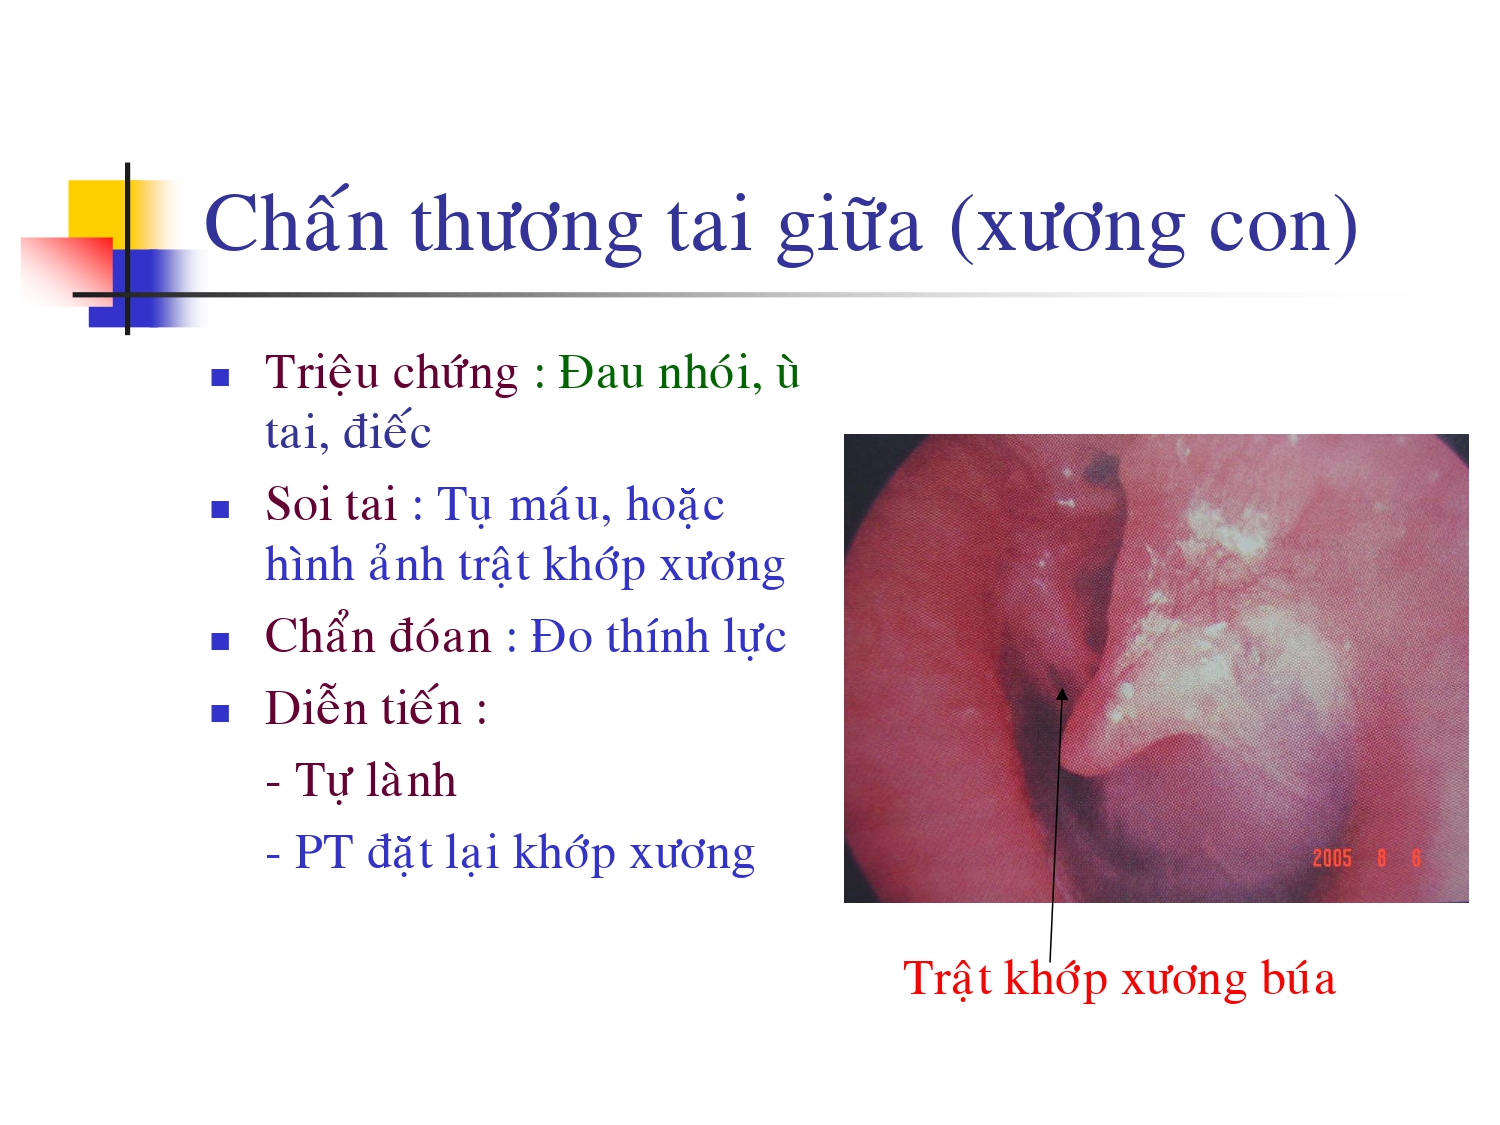 Chấn thương tai giữa (xương con)
Triệu chứng : Đau nhói, ù
tai, điếc
Soi tai : Tụ máu, hoặc
hình ảnh trật khớp xương
Chẩn đóan : Đo thính lực
Diễn tiến :
- Tự lành
- PT đặt lại khớp xương
2005 8 8
Trật khớp xương búa